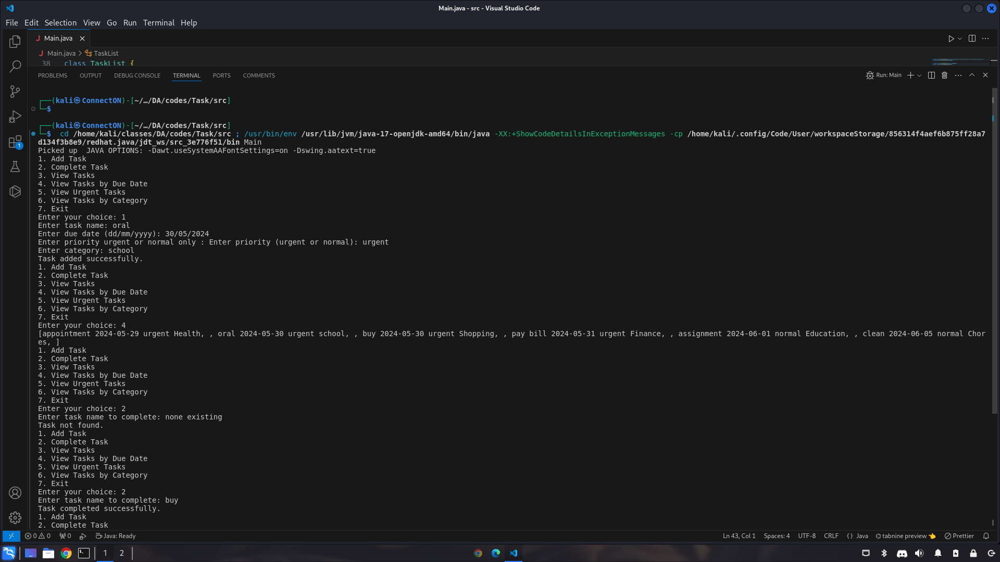 Main.java - src - Visual Studio Code
File Edit Selection View Go Run Terminal Help
J Main.java
J Main.java > TaskList
38 class TaskList {
PROBLEMS OUTPUT DEBUG CONSOLE TERMINAL PORTS COMMENTS
Run: Main
┌──(kali㉿ConnectON)-[~/…/DA/codes/Task/src]
└─$
┌──(kali㉿ConnectON)-[~/…/DA/codes/Task/src]
└─$ cd /home/kali/classes/DA/codes/Task/src ; /usr/bin/env /usr/lib/jvm/java-17-openjdk-amd64/bin/java -XX:+ShowCodeDetailsInExceptionMessages -cp /home/kali/.config/Code/User/workspaceStorage/856314f4aef6b875ff28a7
d134f3b8e9/redhat.java/jdt_ws/src_3e776f51/bin Main
Picked up _JAVA_OPTIONS: -Dawt.useSystemAAFontSettings=on -Dswing.aatext=true
1. Add Task
2. Complete Task
3. View Tasks
4. View Tasks by Due Date
5. View Urgent Tasks
6. View Tasks by Category
7. Exit
Enter your choice: 1
Enter task name: oral
Enter due date (dd/mm/yyyy): 30/05/2024
Enter priority urgent or normal only : Enter priority (urgent or normal): urgent
Enter category: school
Task added successfully.
1. Add Task
2. Complete Task
3. View Tasks
4. View Tasks by Due Date
5. View Urgent Tasks
6. View Tasks by Category
7. Exit
Enter your choice: 4
[appointment 2024-05-29 urgent Health, , oral 2024-05-30 urgent school, , buy 2024-05-30 urgent Shopping, , pay bill 2024-05-31 urgent Finance, , assignment 2024-06-01 normal Education, , clean 2024-06-05 normal Chor
es, ]
1. Add Task
2. Complete Task
3. View Tasks
4. View Tasks by Due Date
5. View Urgent Tasks
6. View Tasks by Category
7. Exit
Enter your choice: 2
Enter task name to complete: none existing
Task not found.
1. Add Task
2. Complete Task
3. View Tasks
4. View Tasks by Due Date
5. View Urgent Tasks
6. View Tasks by Category
7. Exit
Enter your choice: 2
Enter task name to complete: buy
Task completed successfully.
1. Add Task
2. Complete Task
1
0 0 0 Java: Ready Ln 43, Col 1 Spaces: 4 UTF-8 CRLF {} Java tabnine preview Prettier
1 2